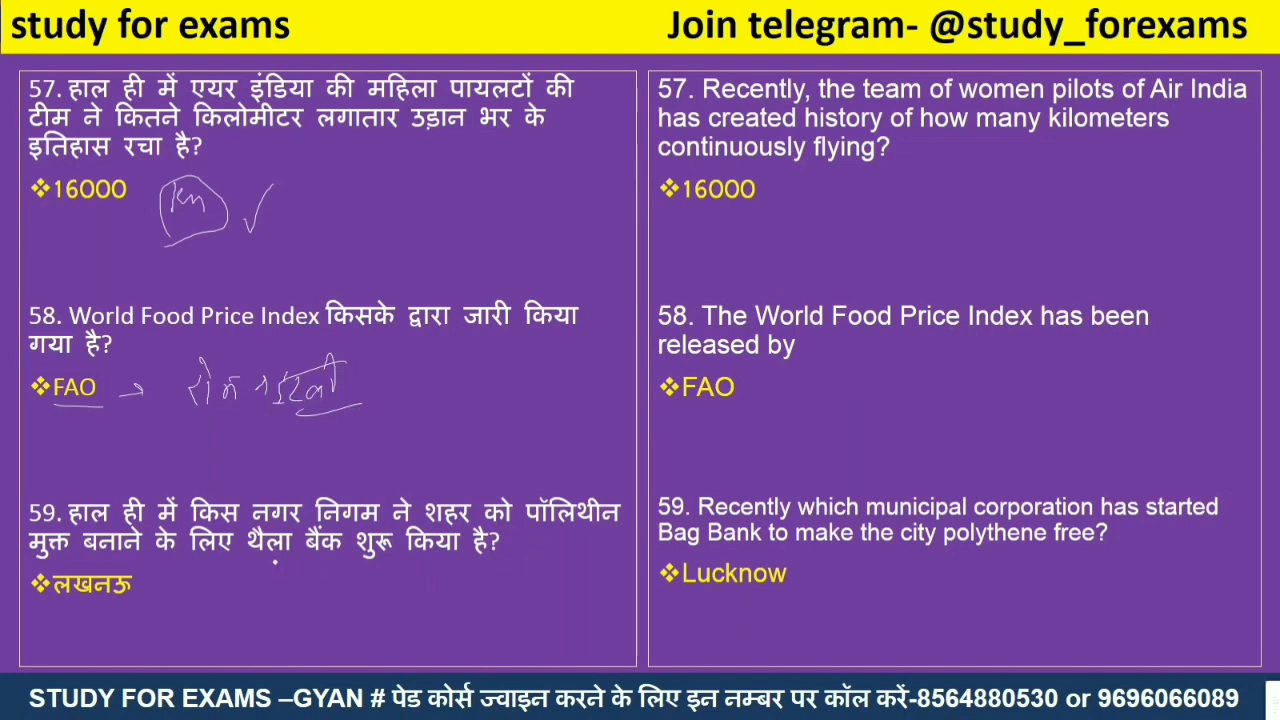 study for exams
Join telegram- @study_forexams
57. हाल ही में एयर इंडिया की महिला पायलटों की
टीम ने कितने किलोमीटर लगातार उड़ान भर के
इतिहास रचा है?
❖16000
km
58. World Food Price Index किसके द्वारा जारी किया
गया है?
❖FAO → रोम
59. हाल ही में किस नगर निगम ने शहर को पॉलिथीन
मुक्त बनाने के लिए थैला बैंक शुरू किया है?
❖लखनऊ
57. Recently, the team of women pilots of Air India
has created history of how many kilometers
continuously flying?
❖16000
58. The World Food Price Index has been
released by
❖FAO
59. Recently which municipal corporation has started
Bag Bank to make the city polythene free?
❖Lucknow
STUDY FOR EXAMS –GYAN # पेड कोर्स ज्वाइन करने के लिए इन नम्बर पर कॉल करें-8564880530 or 9696066089